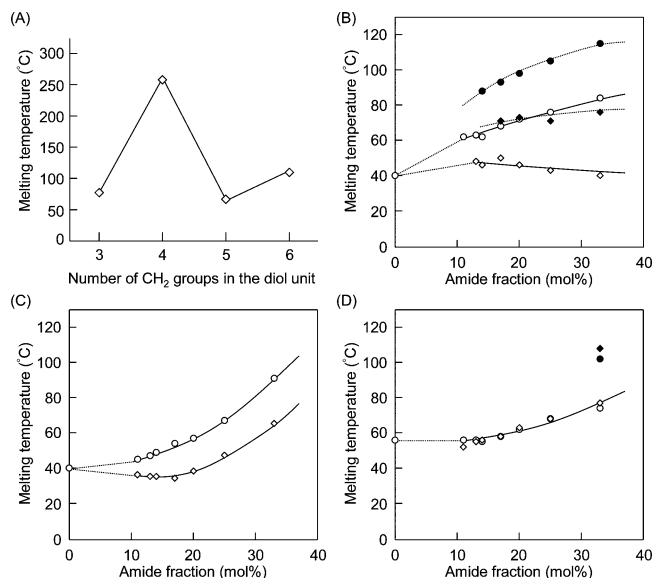 (A)
Melting temperature (°C)
300
250
200
150
100
50
0
3 4 5 6
Number of CH₂ groups in the diol unit
(B)
Melting temperature (°C)
120
100
80
60
40
20
0
0 10 20 30 40
Amide fraction (mol%)
(C)
Melting temperature (°C)
120
100
80
60
40
20
0
0 10 20 30 40
Amide fraction (mol%)
(D)
Melting temperature (°C)
120
100
80
60
40
20
0
0 10 20 30 40
Amide fraction (mol%)